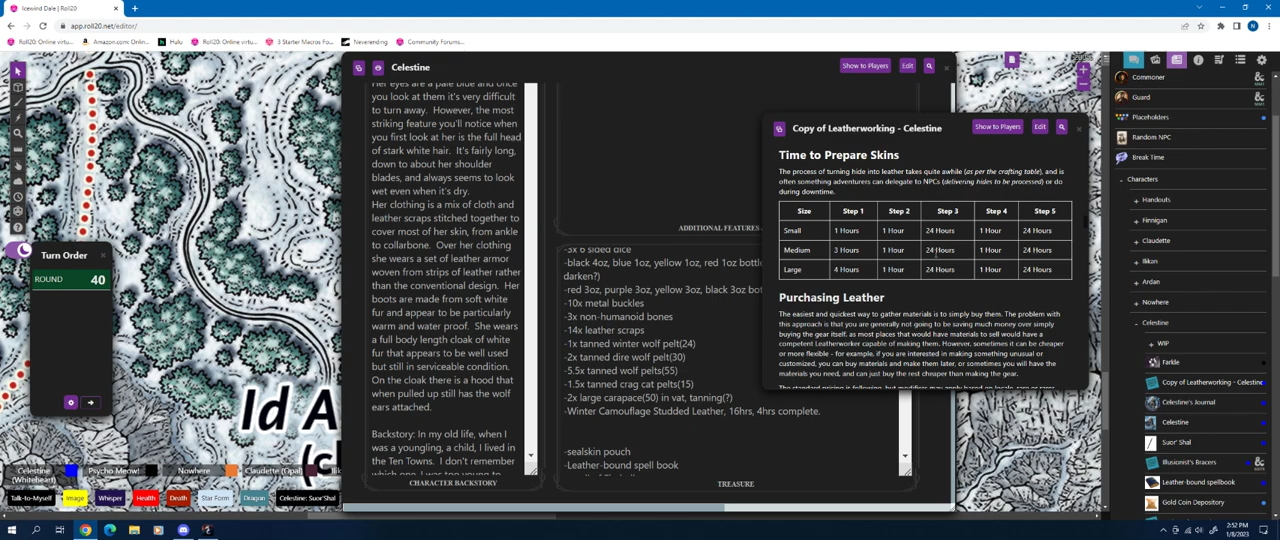 Icewind Dale | Roll20
app.roll20.net/editor/
Roll20: Online virtu...
Amazon.com: Onlin...
Hulu
Roll20: Online virtu...
3 Starter Macros Fo...
Neverending
Community Forums...
Turn Order
ROUND 40
Id A
(c
Celestine (Whiteheart)
Psycho Meow!
Nowhere
Claudette (Opal)
Talk-to-Myself
Image
Whisper
Health
Death
Star Form
Dragon
Celestine: Suor'Shal
Celestine
Show to Players
Edit
Her eyes are a pale blue and once
you look at them it's very difficult
to turn away. However, the most
striking feature you'll notice when
you first look at her is the full head
of stark white hair. It's fairly long,
down to about her shoulder
blades, and always seems to look
wet even when it's dry.
Her clothing is a mix of cloth and
leather scraps stitched together to
cover most of her skin, from ankle
to collarbone. Over her clothing
she wears a set of leather armor
woven from strips of leather rather
than the conventional design. Her
boots are made from soft white
fur and appear to be particularly
warm and water proof. She wears
a full body length cloak of white
fur that appears to be well used
but still in serviceable condition.
On the cloak there is a hood that
when pulled up still has the wolf
ears attached.
Backstory: In my old life, when I
was a youngling, a child, I lived in
the Ten Towns. I don't remember
CHARACTER BACKSTORY
ADDITIONAL FEATURES
-3x 6 sided dice
-black 4oz, blue 1oz, yellow 1oz, red 1oz bottl
darken?)
-red 3oz, purple 3oz, yellow 3oz, black 3oz bot
-10x metal buckles
-3x non-humanoid bones
-14x leather scraps
-1x tanned winter wolf pelt(24)
-2x tanned dire wolf pelt(30)
-5.5x tanned wolf pelts(55)
-1.5x tanned crag cat pelts(15)
-2x large carapace(50) in vat, tanning(?)
-Winter Camouflage Studded Leather, 16hrs, 4hrs complete.
-sealskin pouch
-Leather-bound spell book
TREASURE
Copy of Leatherworking - Celestine
Show to Players
Edit
Time to Prepare Skins
The process of turning hide into leather takes quite awhile (as per the crafting table), and is
often something adventurers can delegate to NPCs (delivering hides to be processed) or do
during downtime.
Size Step 1 Step 2 Step 3 Step 4 Step 5
Small 1 Hours 1 Hour 24 Hours 1 Hour 24 Hours
Medium 3 Hours 1 Hour 24 Hours 1 Hour 24 Hours
Large 4 Hours 1 Hour 24 Hours 1 Hour 24 Hours
Purchasing Leather
The easiest and quickest way to gather materials is to simply buy them. The problem with
this approach is that you are generally not going to be saving much money over simply
buying the gear itself, as most places that would have materials to sell would have a
competent Leatherworker capable of making them. However, sometimes it can be cheaper
or more flexible - for example, if you are interested in making something unusual or
customized, you can buy materials and make them later, or sometimes you will have the
materials you need, and can just buy the rest cheaper than making the gear.
Commoner
Guard
Placeholders
Random NPC
Break Time
Characters
Handouts
Finnigan
Claudette
Ilikan
Ardan
Nowhere
Celestine
WIP
Farkle
Copy of Leatherworking - Celestine
Celestine's Journal
Celestine
Suor' Shal
Illusionist's Bracers
Leather-bound spellbook
Gold Coin Depository
2:52 PM
1/8/2023